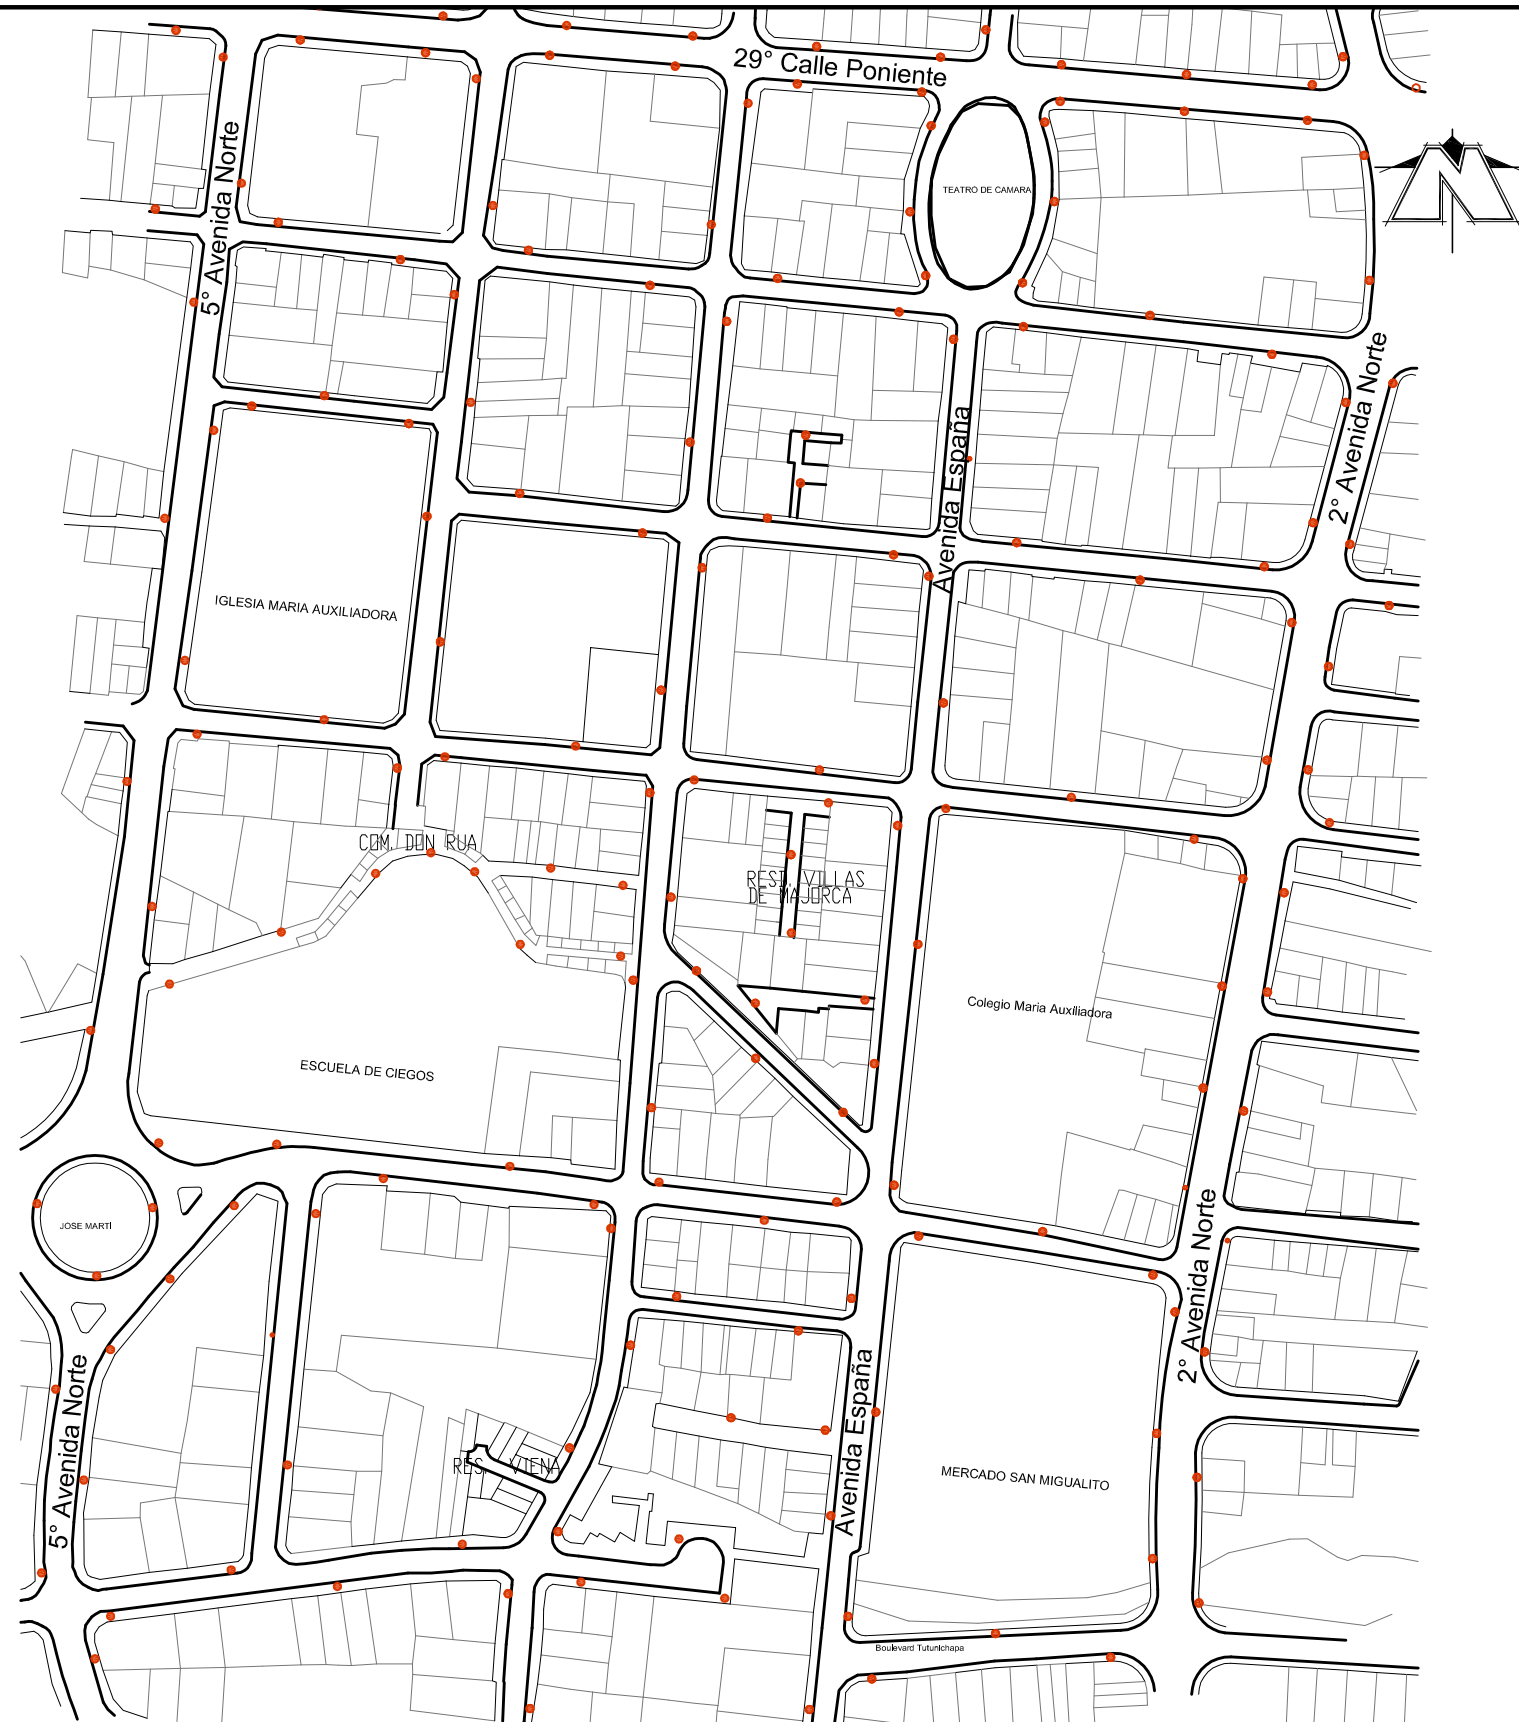 29° Calle Poniente
5° Avenida Norte
TEATRO DE CAMARA
2° Avenida Norte
Avenida España
IGLESIA MARIA AUXILIADORA
COM. DON RUA
RESD. VILLAS
DE MAJORCA
Colegio Maria Auxiliadora
ESCUELA DE CIEGOS
JOSE MARTÍ
2° Avenida Norte
5° Avenida Norte
Avenida España
RES. VIENA
MERCADO SAN MIGUALITO
Boulevard Tutunichapa